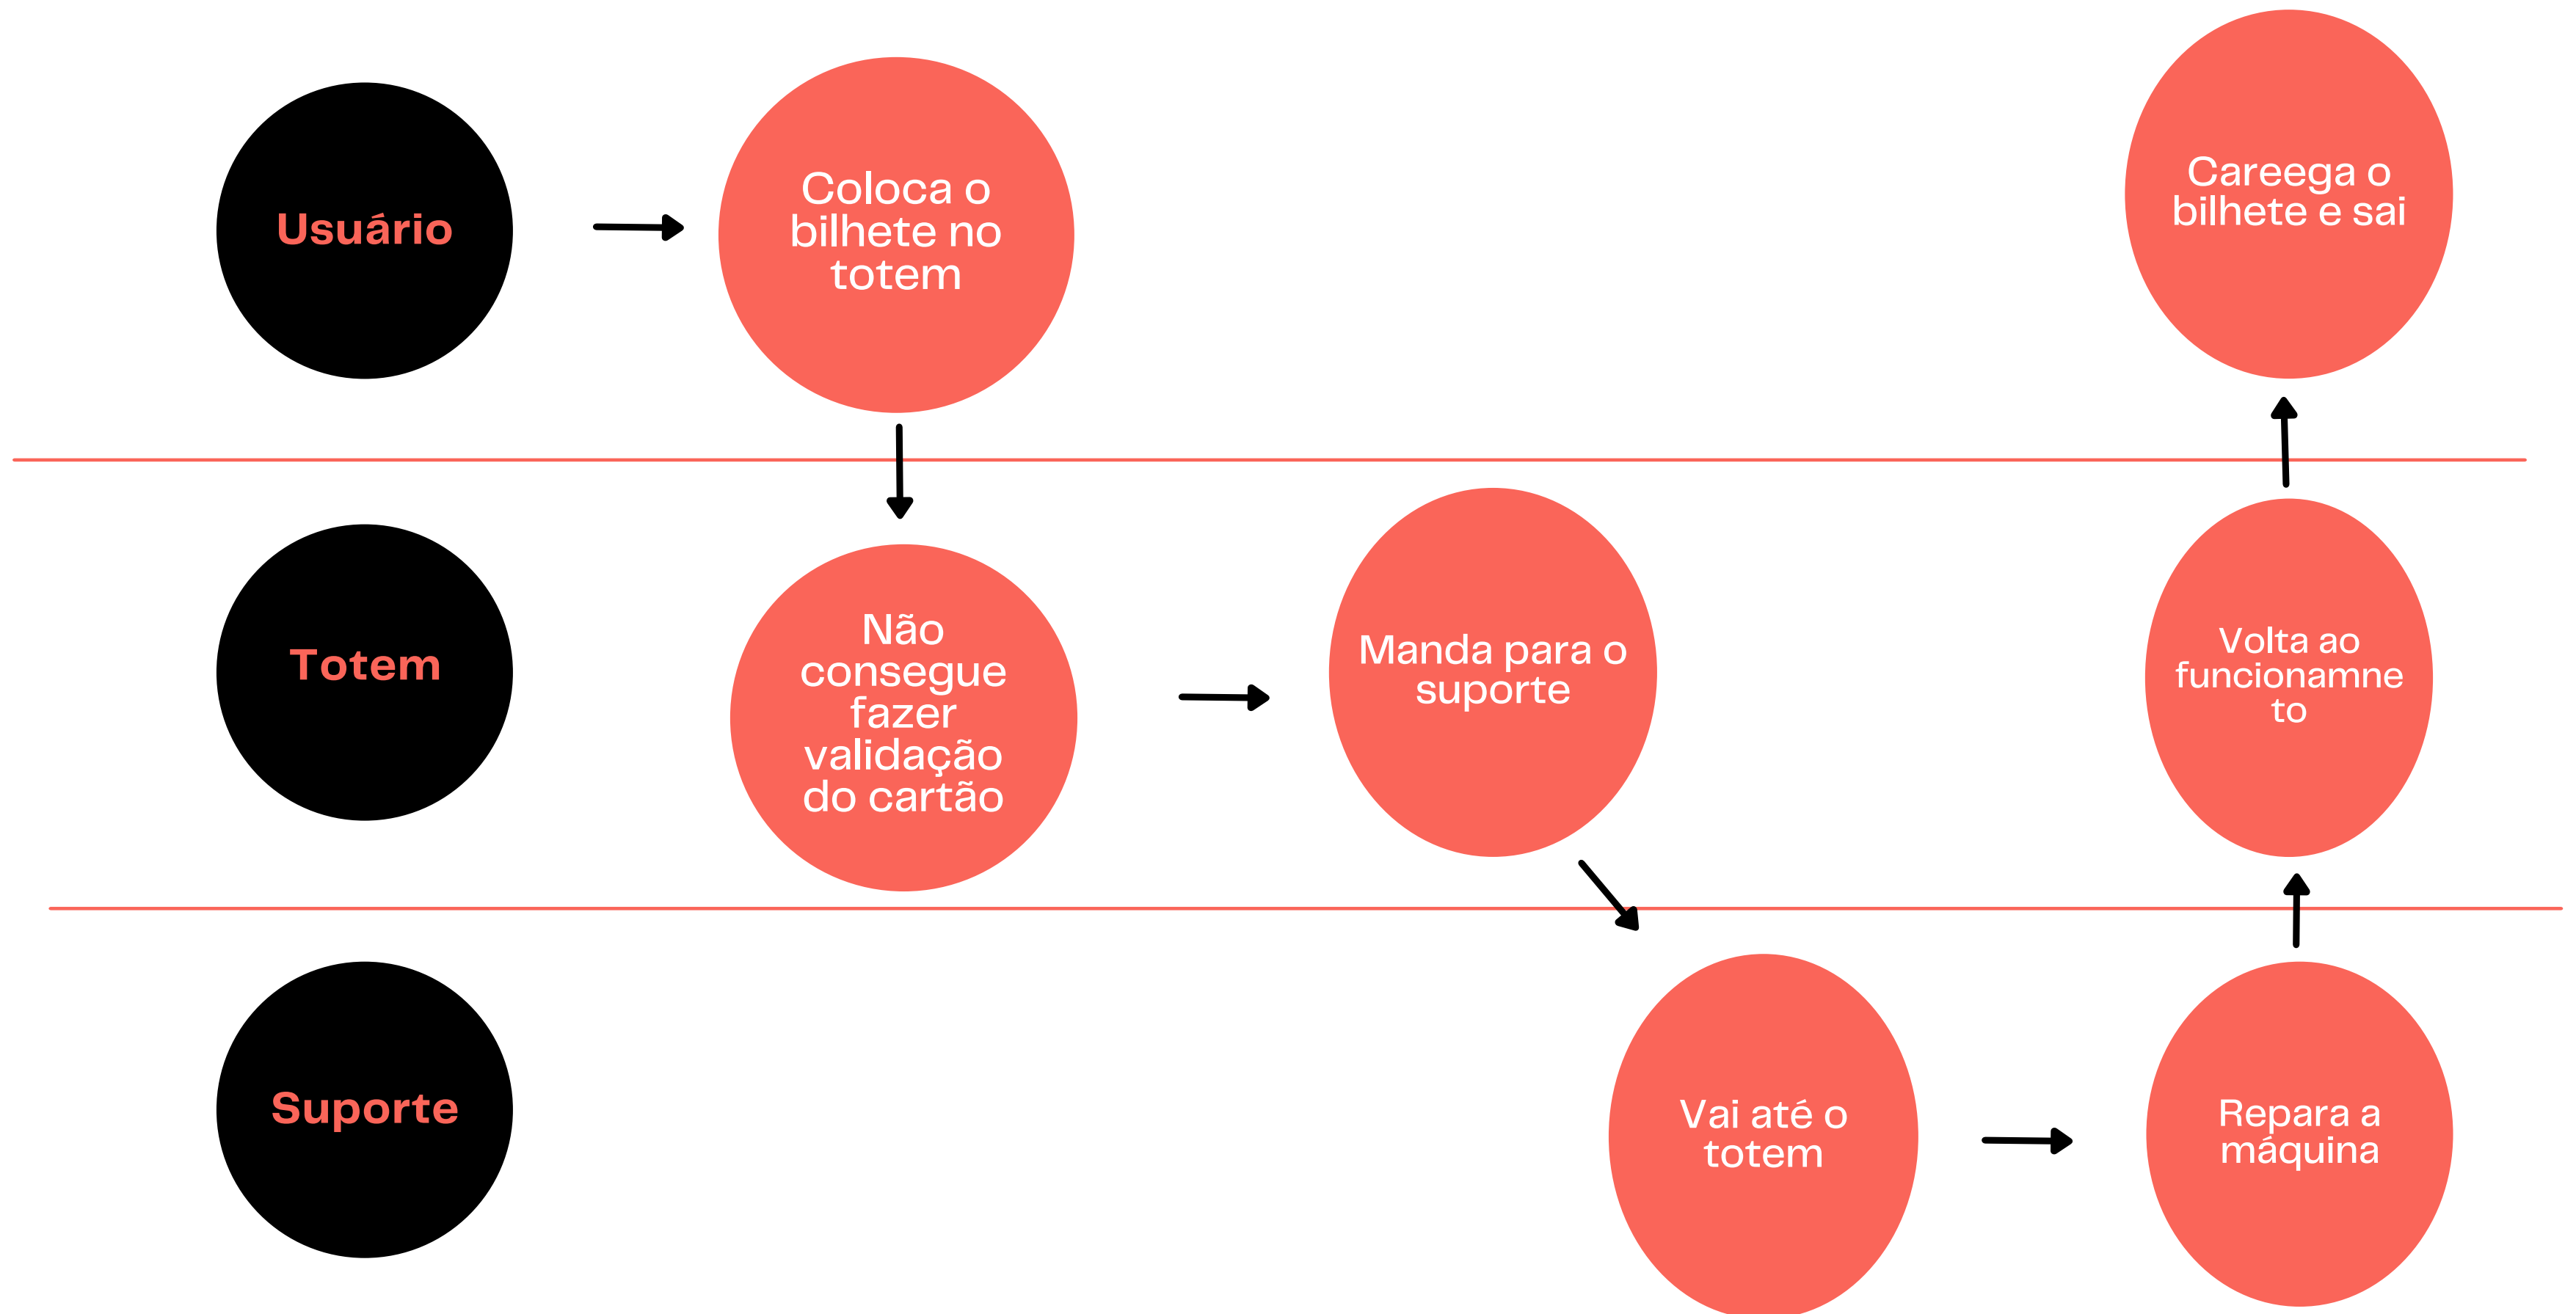 Usuário
Coloca o
bilhete no
totem
Careega o
bilhete e sai
Totem
Não
consegue
fazer
validação
do cartão
Manda para o
suporte
Volta ao
funcionamne
to
Suporte
Vai até o
totem
Repara a
máquina